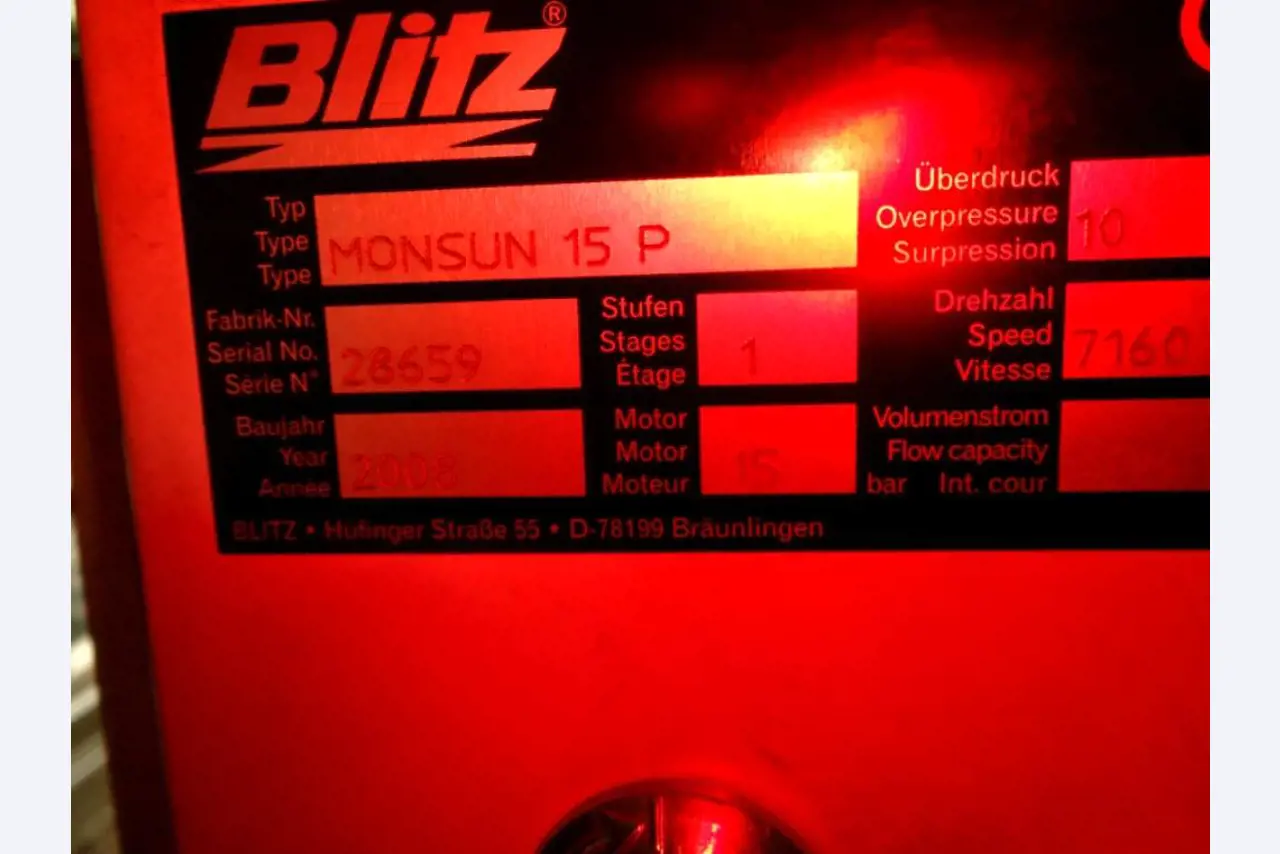 Blitz®
Typ
Type
Type
MONSUN 15 P
Überdruck
Overpressure
Surpression
10
Fabrik-Nr.
Serial No.
Série N°
28659
Stufen
Stages
Étage
1
Drehzahl
Speed
Vitesse
7160
Baujahr
Year
Année
2008
Motor
Motor
Moteur
15
Volumenstrom
Flow capacity
bar Int. cour
BLITZ • Hüfinger Straße 55 • D-78199 Bräunlingen